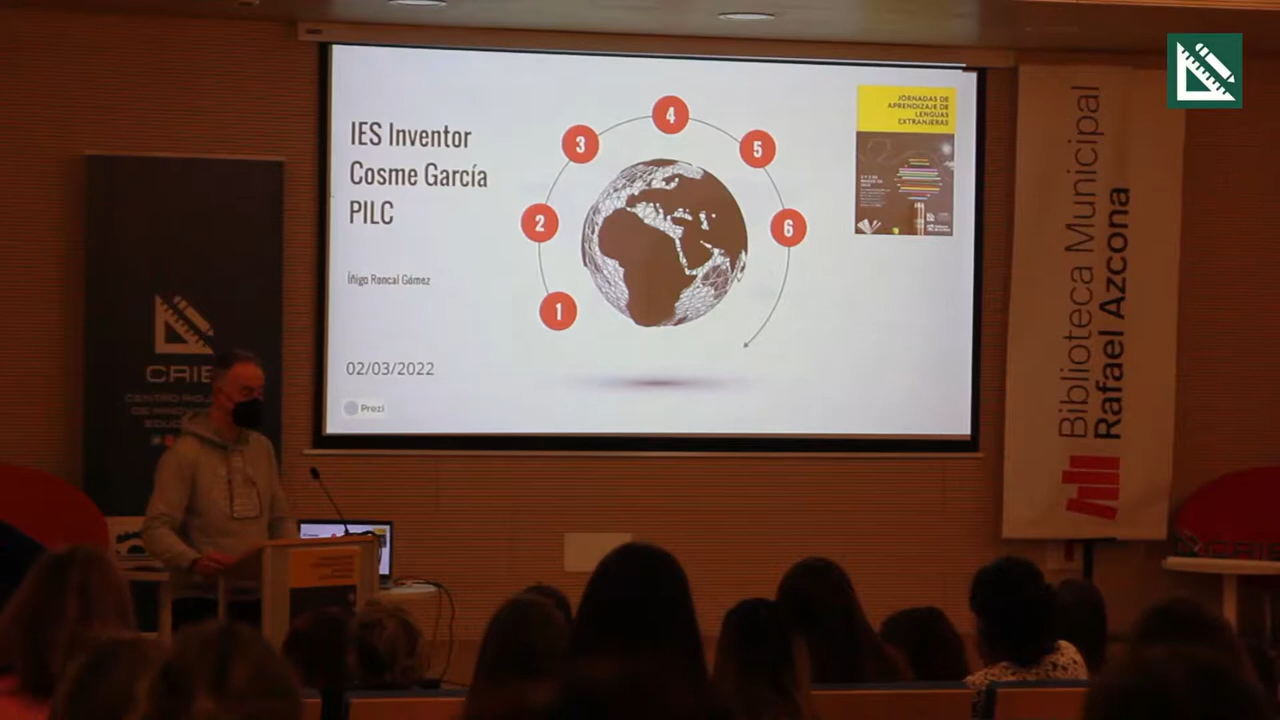 IES Inventor
Cosme García
PILC
Íñigo Roncal Gómez
02/03/2022
Prezi
1
2
3
4
5
6
JORNADAS DE
APRENDIZAJE DE
LENGUAS
EXTRANJERAS
Biblioteca Municipal
Rafael Azcona
CRIE